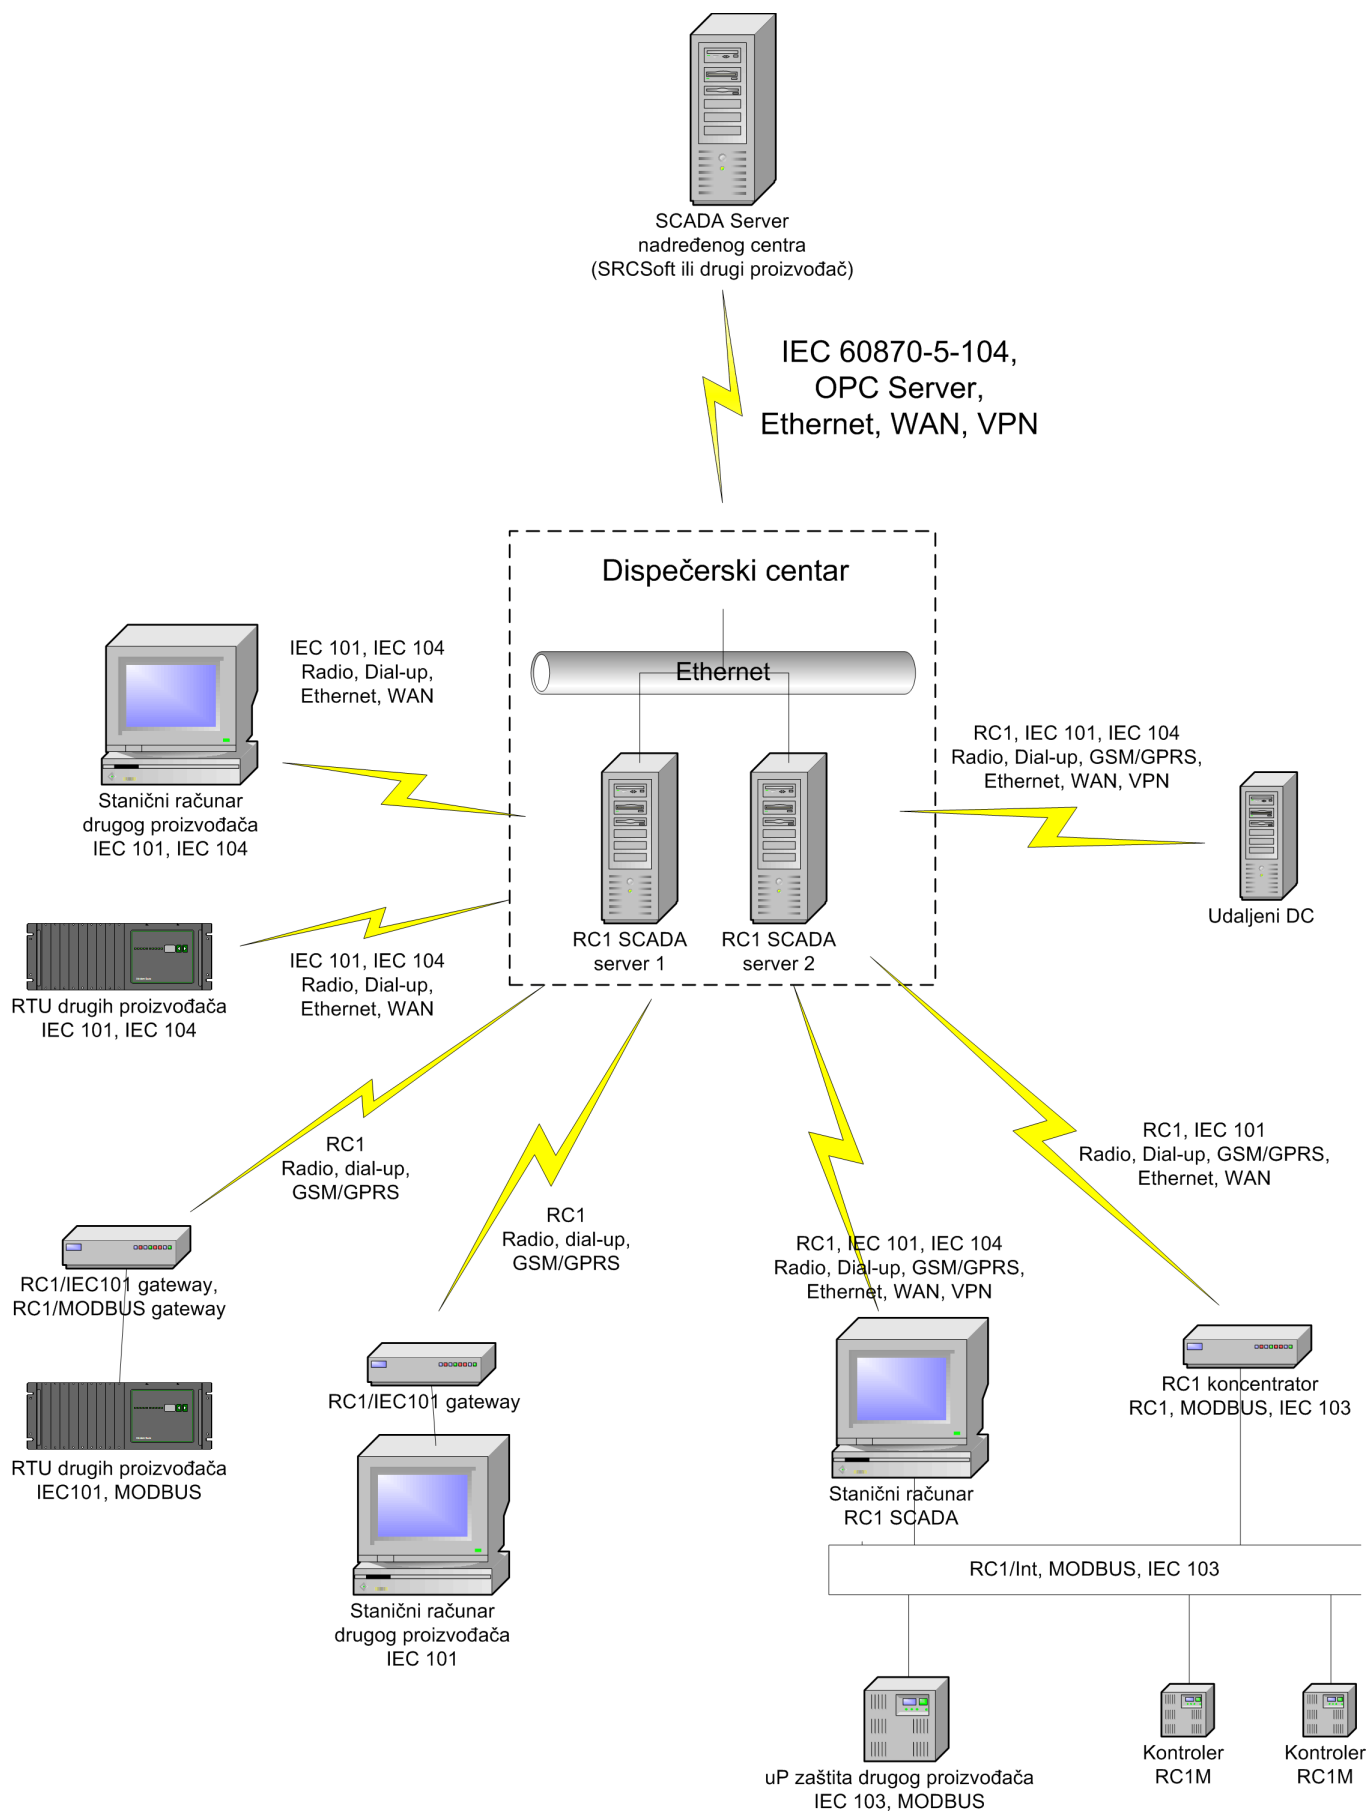 SCADA Server
nadređenog centra
(SRCSoft ili drugi proizvođač)
IEC 60870-5-104,
OPC Server,
Ethernet, WAN, VPN
Dispečerski centar
Ethernet
RC1 SCADA
server 1
RC1 SCADA
server 2
IEC 101, IEC 104
Radio, Dial-up,
Ethernet, WAN
Stanični računar
drugog proizvođača
IEC 101, IEC 104
RC1, IEC 101, IEC 104
Radio, Dial-up, GSM/GPRS,
Ethernet, WAN, VPN
Udaljeni DC
IEC 101, IEC 104
Radio, Dial-up,
Ethernet, WAN
RTU drugih proizvođača
IEC 101, IEC 104
RC1
Radio, dial-up,
GSM/GPRS
RC1/IEC101 gateway,
RC1/MODBUS gateway
RTU drugih proizvođača
IEC101, MODBUS
RC1
Radio, dial-up,
GSM/GPRS
RC1/IEC101 gateway
Stanični računar
drugog proizvođača
IEC 101
RC1, IEC 101, IEC 104
Radio, Dial-up, GSM/GPRS,
Ethernet, WAN, VPN
Stanični računar
RC1 SCADA
RC1, IEC 101
Radio, Dial-up, GSM/GPRS,
Ethernet, WAN
RC1 koncentrator
RC1, MODBUS, IEC 103
RC1/Int, MODBUS, IEC 103
uP zaštita drugog proizvođača
IEC 103, MODBUS
Kontroler
RC1M
Kontroler
RC1M